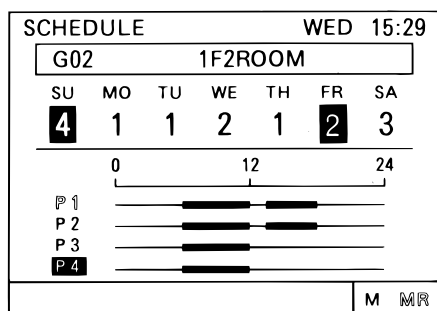 SCHEDULE WED 15:29
G02 1F2ROOM
SU MO TU WE TH FR SA
4 1 1 2 1 2 3
0 12 24
P1
P2
P3
P4
M MR